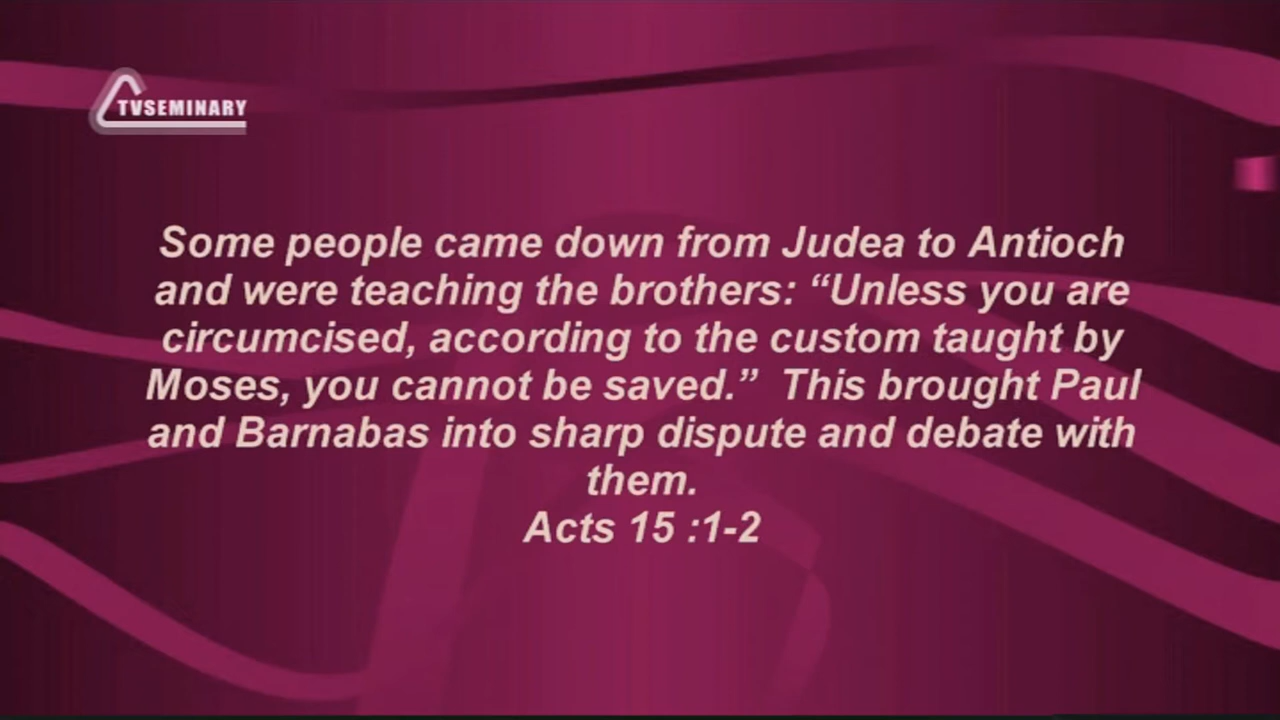 TVSEMINARY
Some people came down from Judea to Antioch
and were teaching the brothers: “Unless you are
circumcised, according to the custom taught by
Moses, you cannot be saved.”  This brought Paul
and Barnabas into sharp dispute and debate with
them.
Acts 15 :1-2